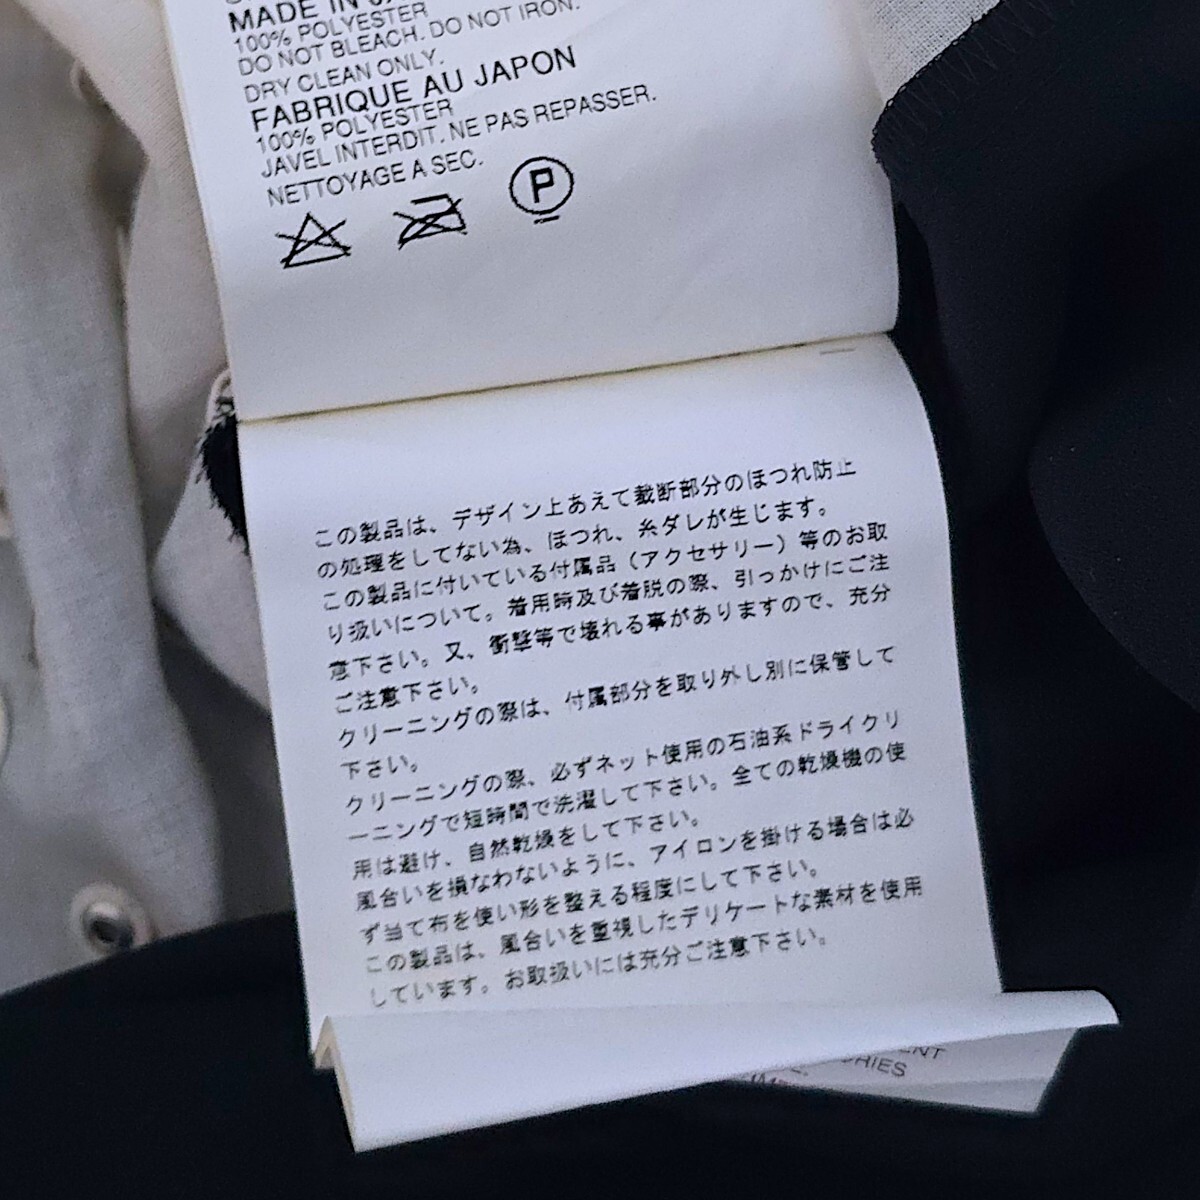 MADE IN
100% POLYESTER
DO NOT BLEACH. DO NOT IRON.
DRY CLEAN ONLY.
FABRIQUE AU JAPON
100% POLYESTER
JAVEL INTERDIT. NE PAS REPASSER.
NETTOYAGE A SEC.
P
この製品は、デザイン上あえて裁断部分のほつれ防止
の処理をしてない為、ほつれ、糸ダレが生じます。
この製品に付いている付属品（アクセサリー）等のお取
り扱いについて。着用時及び着脱の際、引っかけにご注
意下さい。又、衝撃等で壊れる事がありますので、充分
ご注意下さい。
クリーニングの際は、付属部分を取り外し別に保管して
下さい。
クリーニングの際、必ずネット使用の石油系ドライクリ
ーニングで短時間で洗濯して下さい。全ての乾燥機の使
用は避け、自然乾燥をして下さい。
風合いを損なわないように、アイロンを掛ける場合は必
ず当て布を使い形を整える程度にして下さい。
この製品は、風合いを重視したデリケートな素材を使用
しています。お取扱いには充分ご注意下さい。